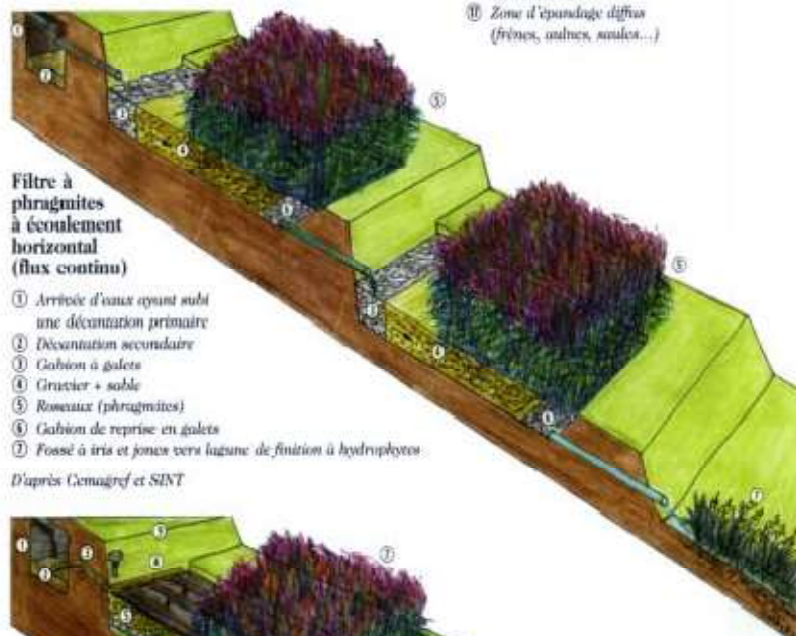 ⑰ Zone d'épandage diffus
(frênes, aulnes, saules...)
Filtre à
phragmites
à écoulement
horizontal
(flux continu)
① Arrivée d'eaux ayant subi
une décantation primaire
② Décantation secondaire
③ Gabion à galets
④ Gravier + sable
⑤ Roseaux (phragmites)
⑥ Gabion de reprise en galets
⑦ Fossé à iris et joncs vers lagune de finition à hydrophytes
D'après Cemagref et SINT